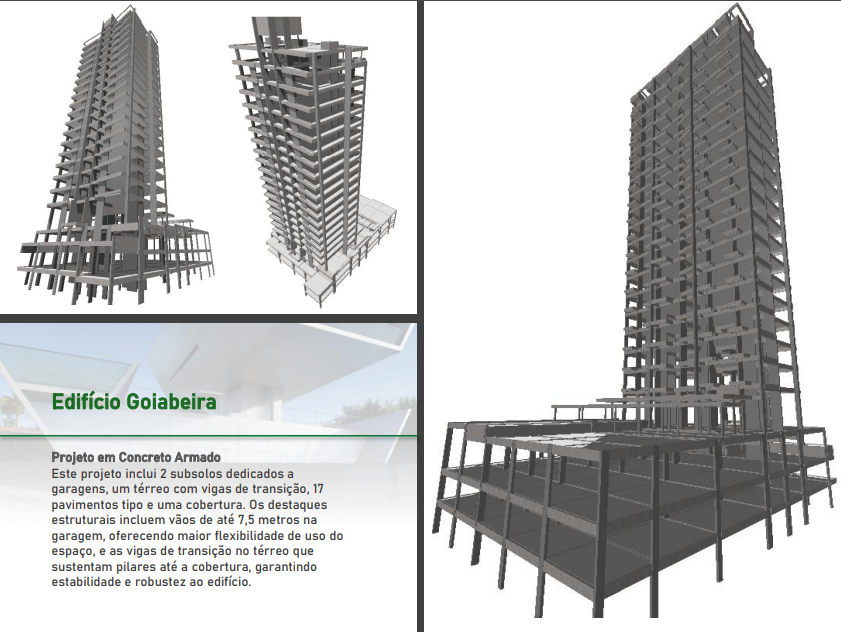 Edifício Goiabeira
Projeto em Concreto Armado
Este projeto inclui 2 subsolos dedicados a
garagens, um térreo com vigas de transição, 17
pavimentos tipo e uma cobertura. Os destaques
estruturais incluem vãos de até 7,5 metros na
garagem, oferecendo maior flexibilidade de uso do
espaço, e as vigas de transição no térreo que
sustentam pilares até a cobertura, garantindo
estabilidade e robustez ao edifício.